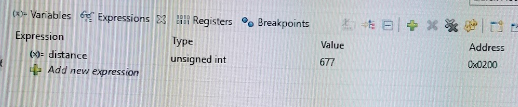 (x)= Variables Expressions Registers Breakpoints
Expression Type Value Address
(x)= distance unsigned int 677 0x0200
Add new expression